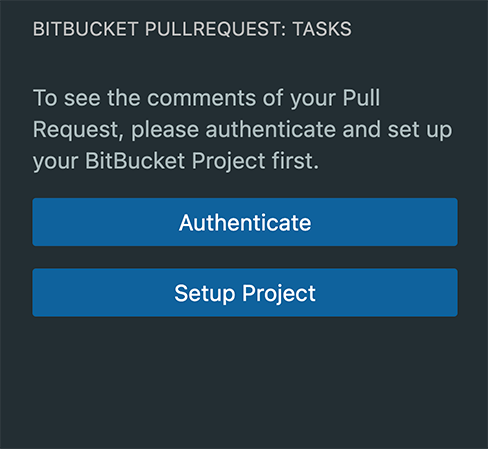 BITBUCKET PULLREQUEST: TASKS
To see the comments of your Pull
Request, please authenticate and set up
your BitBucket Project first.
Authenticate
Setup Project